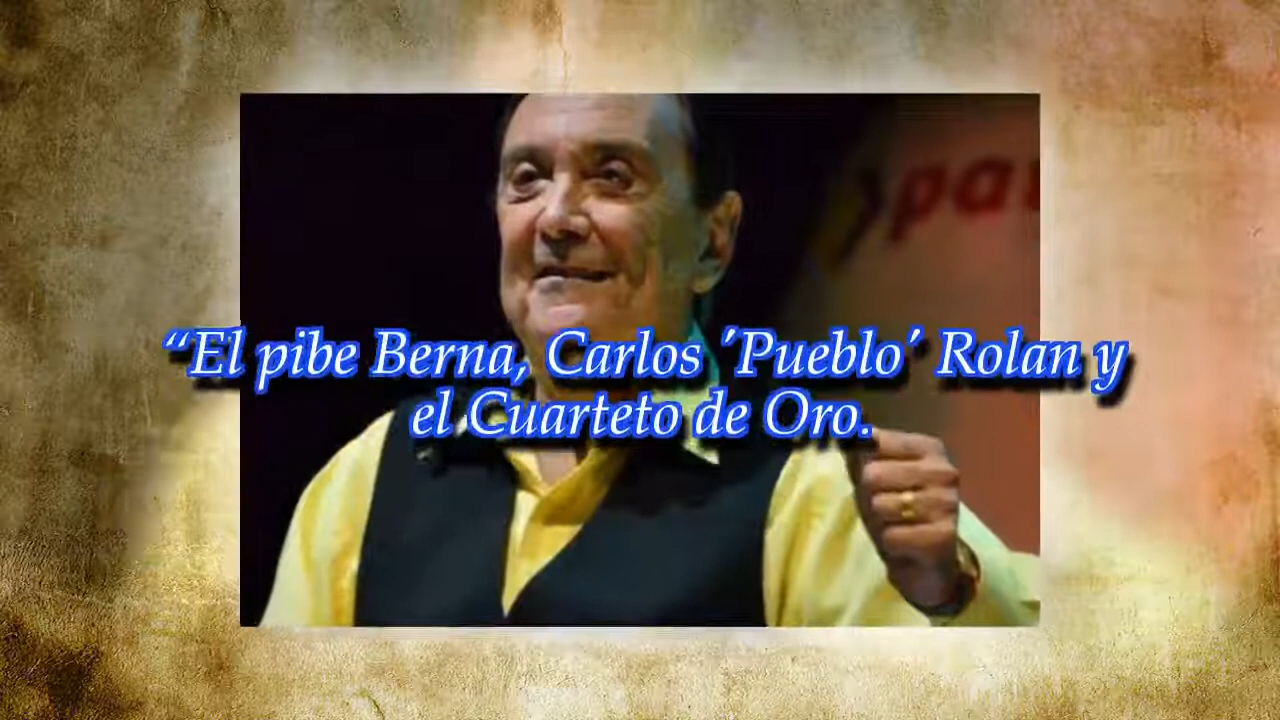 “El pibe Berna, Carlos ´Pueblo´ Rolan y
el Cuarteto de Oro.